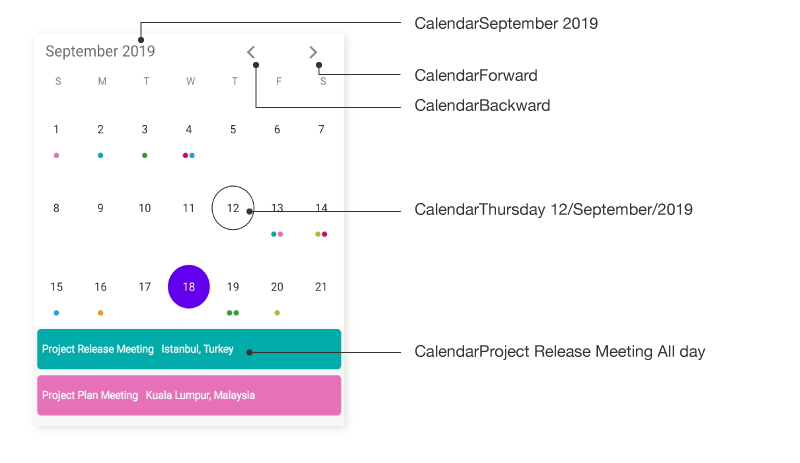 CalendarSeptember 2019
September 2019
CalendarForward
S M T W T F S
CalendarBackward
1 2 3 4 5 6 7
8 9 10 11 12 13 14
CalendarThursday 12/September/2019
15 16 17 18 19 20 21
Project Release Meeting Istanbul, Turkey
CalendarProject Release Meeting All day
Project Plan Meeting Kuala Lumpur, Malaysia